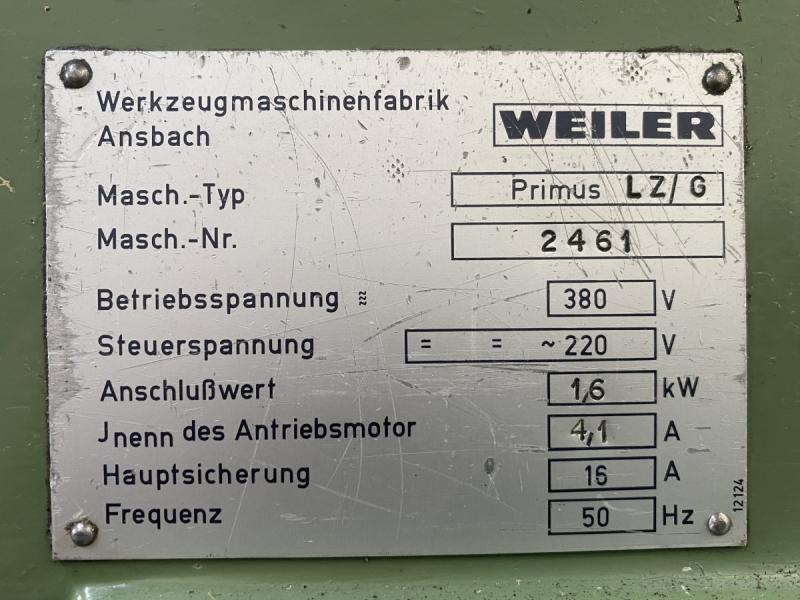 Werkzeugmaschinenfabrik
Ansbach
WEILER
Masch.-Typ Primus LZ/G
Masch.-Nr. 2461
Betriebsspannung ≈ 380 V
Steuerspannung = = ~220 V
Anschlußwert 1,6 kW
Jnenn des Antriebsmotor 4,1 A
Hauptsicherung 16 A
Frequenz 50 Hz
12124